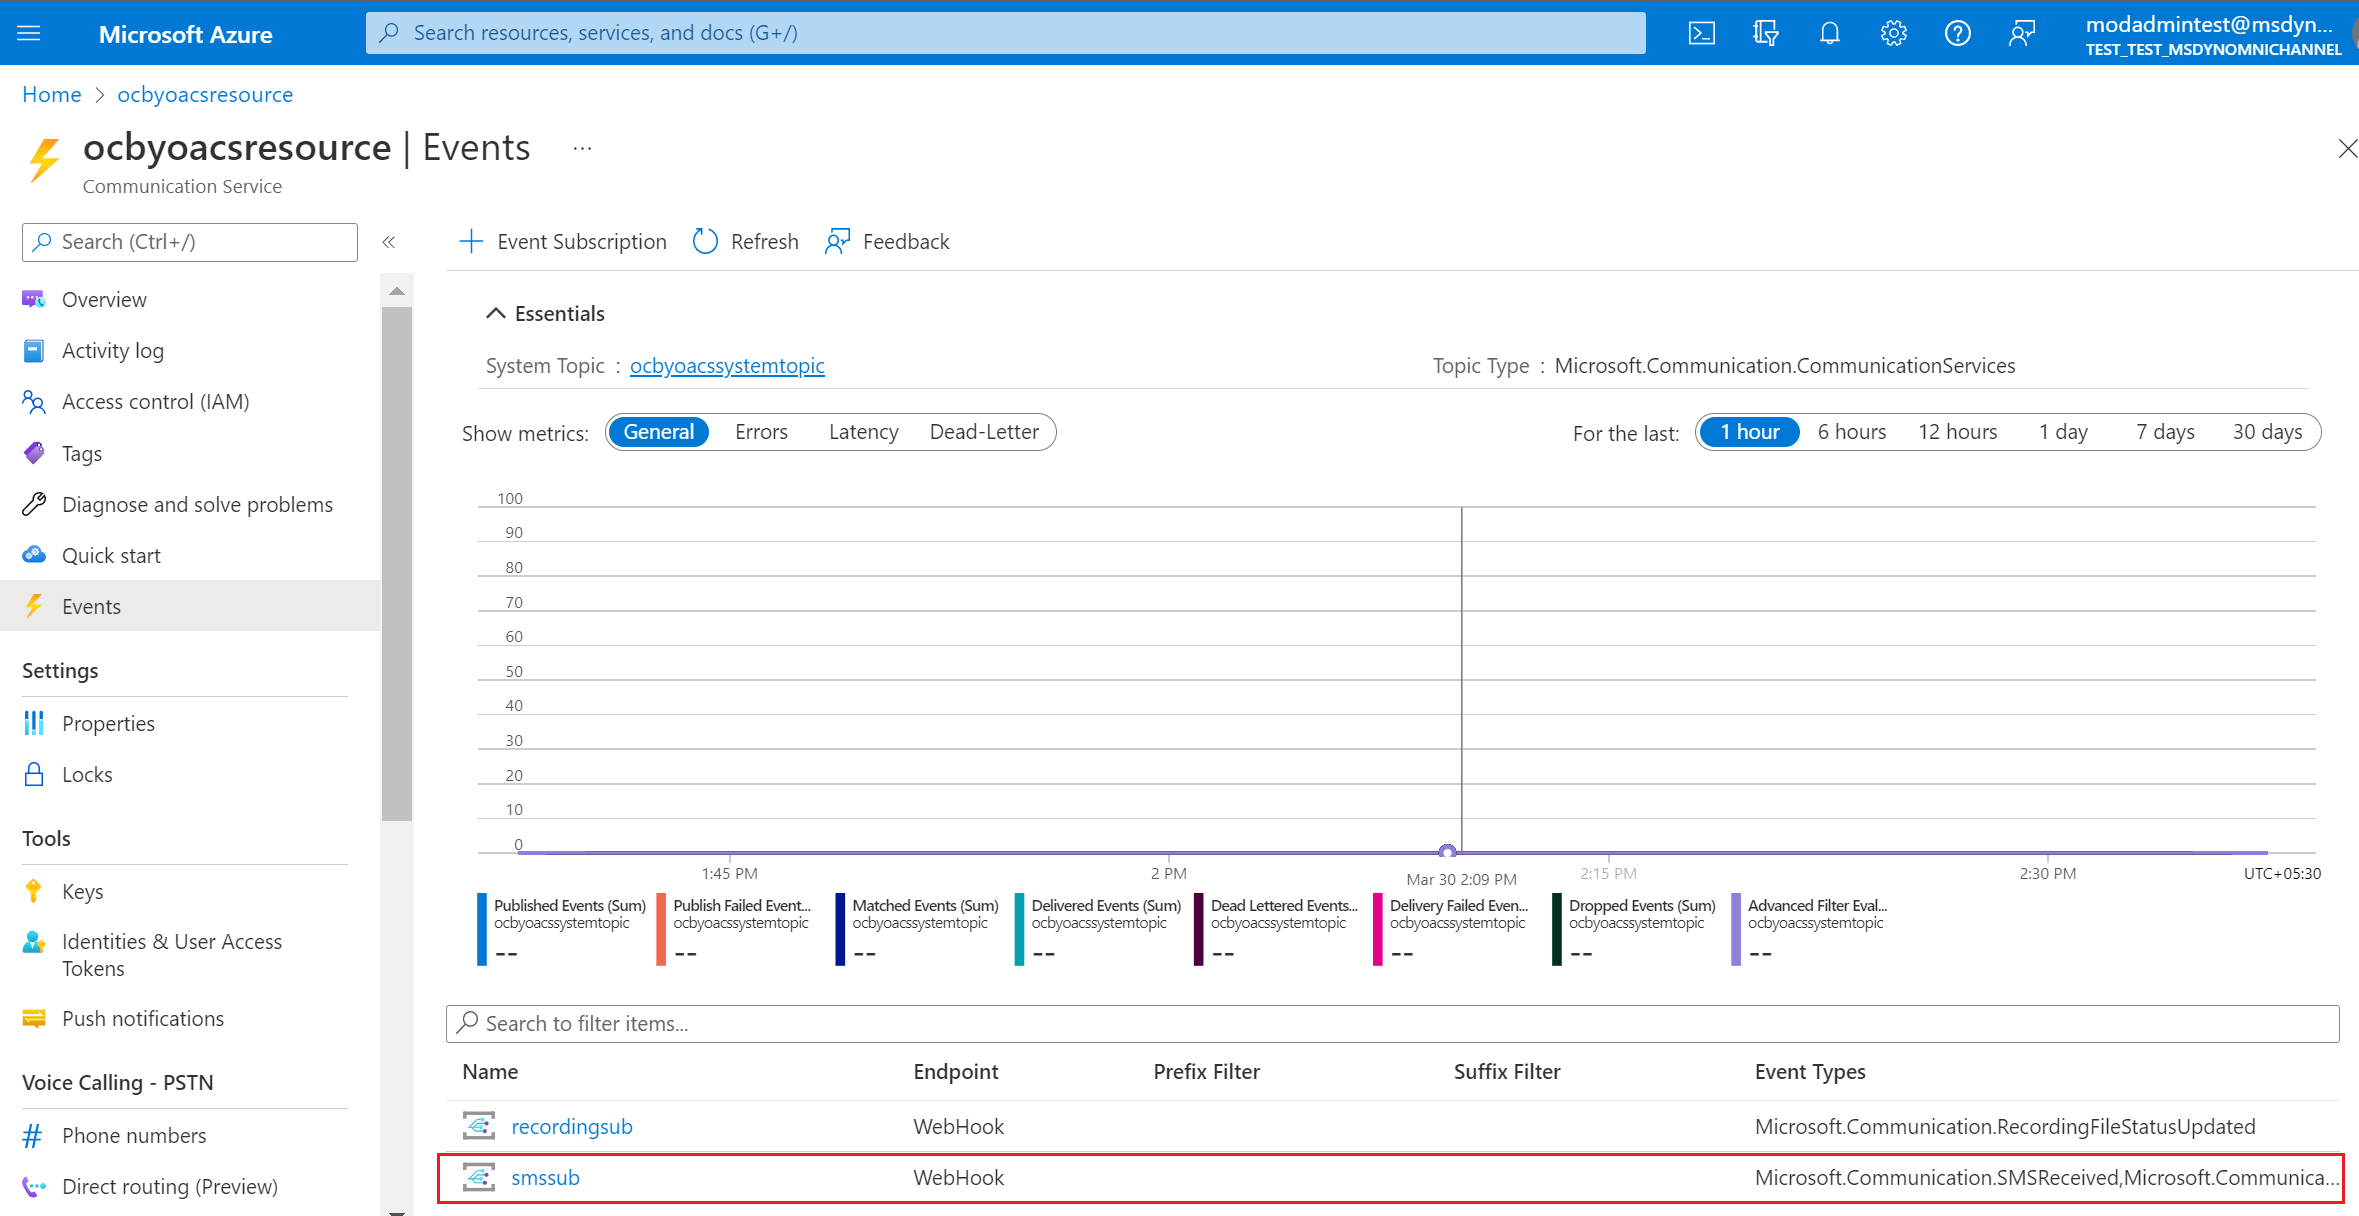 Microsoft Azure
Search resources, services, and docs (G+/)
modadmintest@msdyn...
TEST_TEST_MSDYNOMNICHANNEL
Home > ocbyoacsresource
ocbyoacsresource | Events ...
Communication Service
Search (Ctrl+/)
«
Overview
Activity log
Access control (IAM)
Tags
Diagnose and solve problems
Quick start
Events
Settings
Properties
Locks
Tools
Keys
Identities & User Access
Tokens
Push notifications
Voice Calling - PSTN
Phone numbers
Direct routing (Preview)
Event Subscription Refresh Feedback
Essentials
System Topic : ocbyoacssystemtopic
Topic Type : Microsoft.Communication.CommunicationServices
Show metrics: General Errors Latency Dead-Letter
For the last: 1 hour 6 hours 12 hours 1 day 7 days 30 days
100
90
80
70
60
50
40
30
20
10
0
1:45 PM 2 PM Mar 30 2:09 PM 2:15 PM 2:30 PM UTC+05:30
Published Events (Sum)
ocbyoacssystemtopic
--
Publish Failed Event...
ocbyoacssystemtopic
--
Matched Events (Sum)
ocbyoacssystemtopic
--
Delivered Events (Sum)
ocbyoacssystemtopic
--
Dead Lettered Events...
ocbyoacssystemtopic
--
Delivery Failed Even...
ocbyoacssystemtopic
--
Dropped Events (Sum)
ocbyoacssystemtopic
--
Advanced Filter Eval...
ocbyoacssystemtopic
--
Search to filter items...
Name Endpoint Prefix Filter Suffix Filter Event Types
recordingsub WebHook Microsoft.Communication.RecordingFileStatusUpdated
smssub WebHook Microsoft.Communication.SMSReceived,Microsoft.Communica...